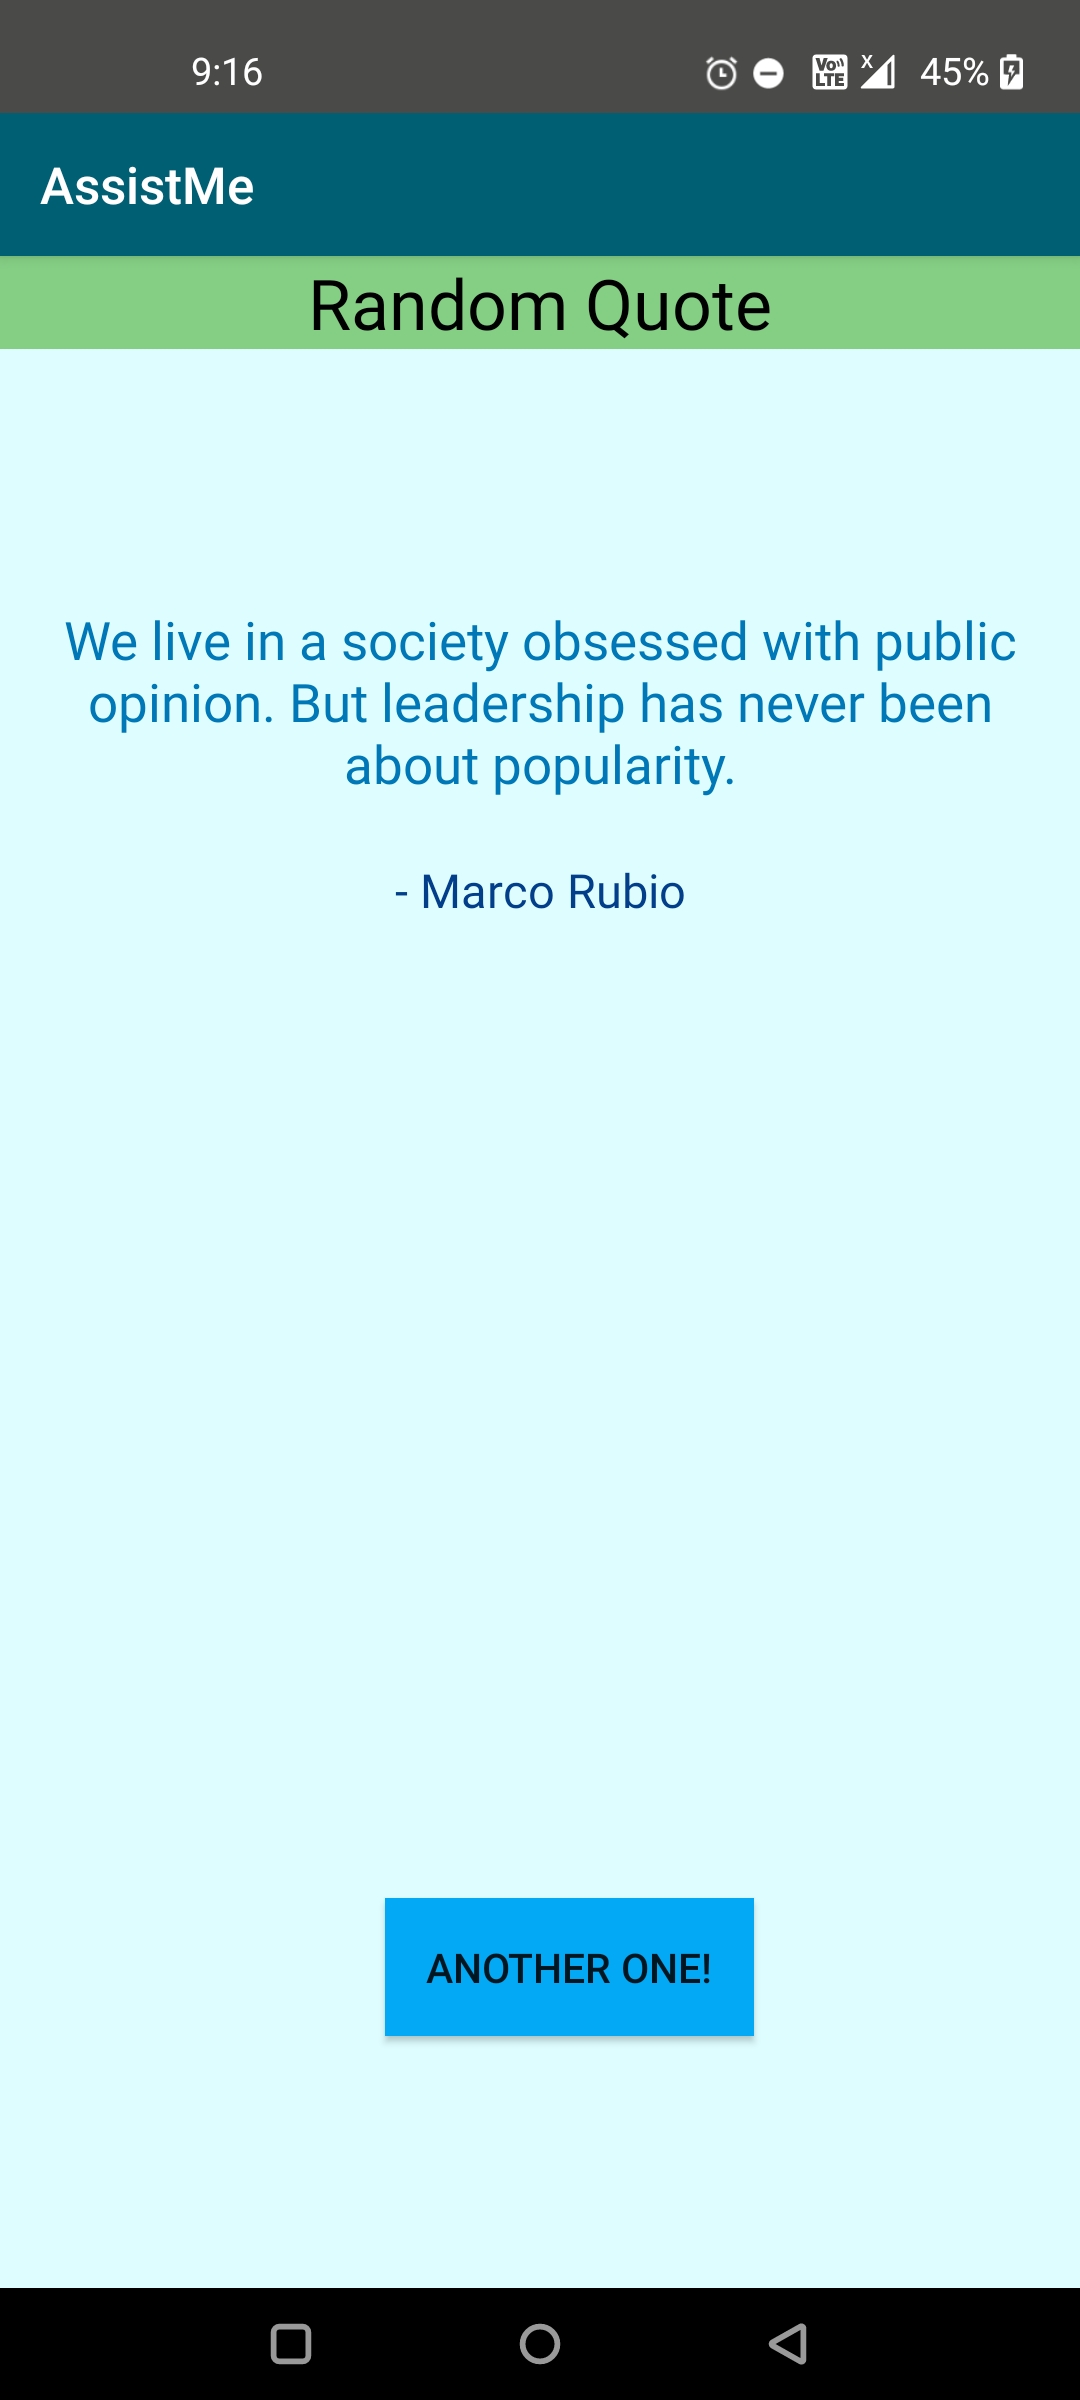 9:16
Vo LTE
x
45%
AssistMe
Random Quote
We live in a society obsessed with public
opinion. But leadership has never been
about popularity.
- Marco Rubio
ANOTHER ONE!